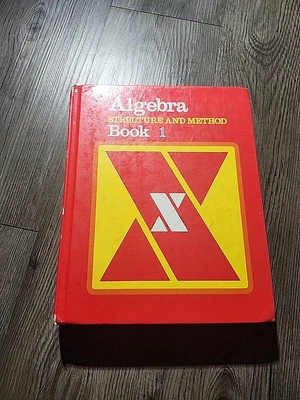 Algebra
STRUCTURE AND METHOD
Book 1
X